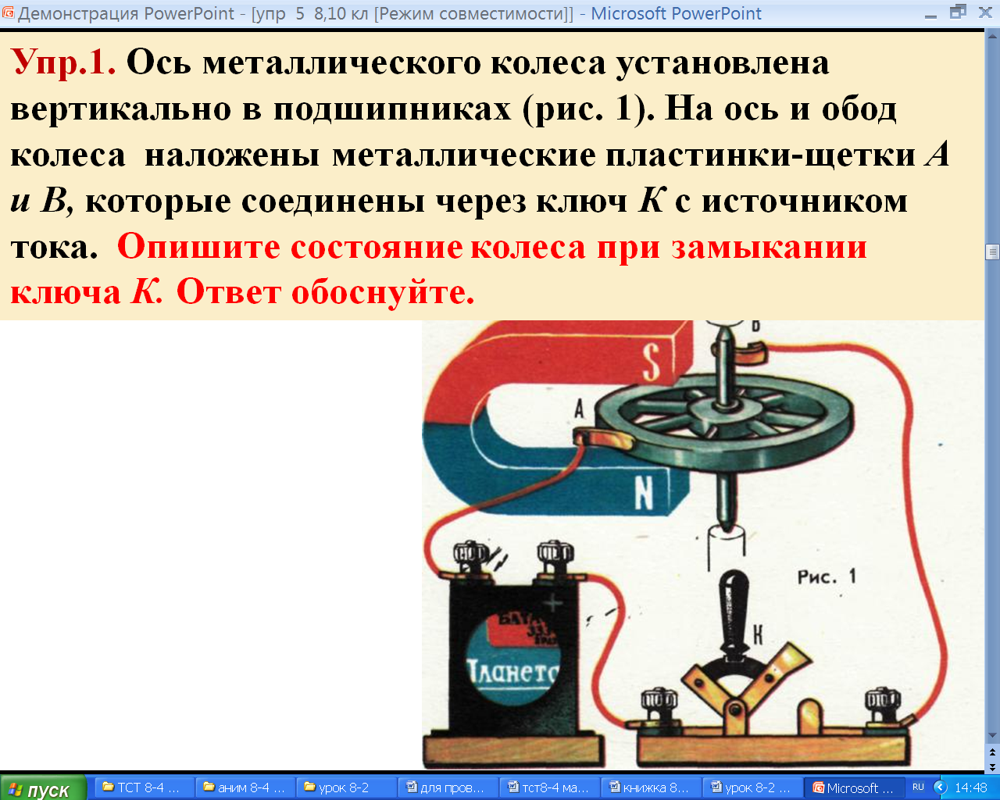 Демонстрация PowerPoint - [упр 5 8,10 кл [Режим совместимости]] - Microsoft PowerPoint
Упр.1. Ось металлического колеса установлена
вертикально в подшипниках (рис. 1). На ось и обод
колеса наложены металлические пластинки-щетки А
и В, которые соединены через ключ К с источником
тока. Опишите состояние колеса при замыкании
ключа К. Ответ обоснуйте.
В
S
А
N
Рис. 1
+
К
Планета
пуск
ТСТ 8-4 ...
аним 8-4 ...
урок 8-2
для пров...
тст8-4 ма...
книжка 8...
урок 8-2 ...
Microsoft ...
RU
14:48